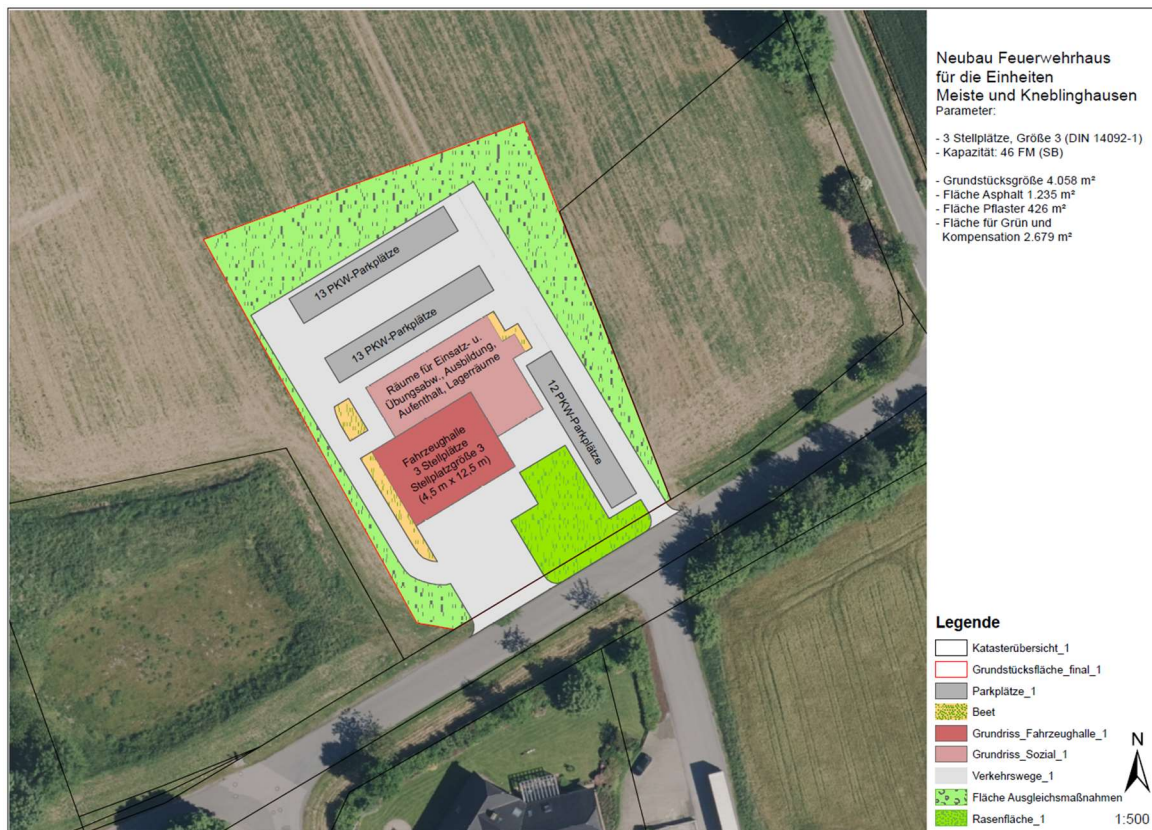 Neubau Feuerwehrhaus
für die Einheiten
Meiste und Kneblinghausen
Parameter:
- 3 Stellplätze, Größe 3 (DIN 14092-1)
- Kapazität: 46 FM (SB)
- Grundstücksgröße 4.058 m²
- Fläche Asphalt 1.235 m²
- Fläche Pflaster 426 m²
- Fläche für Grün und
Kompensation 2.679 m²
13 PKW-Parkplätze
13 PKW-Parkplätze
Räume für Einsatz- u.
Übungsabw., Ausbildung,
Aufenthalt, Lagerräume
12 PKW-Parkplätze
Fahrzeughalle
3 Stellplätze
Stellplatzgröße 3
(4,5 m x 12,5 m)
Legende
Katasterübersicht_1
Grundstücksfläche_final_1
Parkplätze_1
Beet
Grundriss_Fahrzeughalle_1
Grundriss_Sozial_1
Verkehrswege_1
Fläche Ausgleichsmaßnahmen
Rasenfläche_1
N
1:500